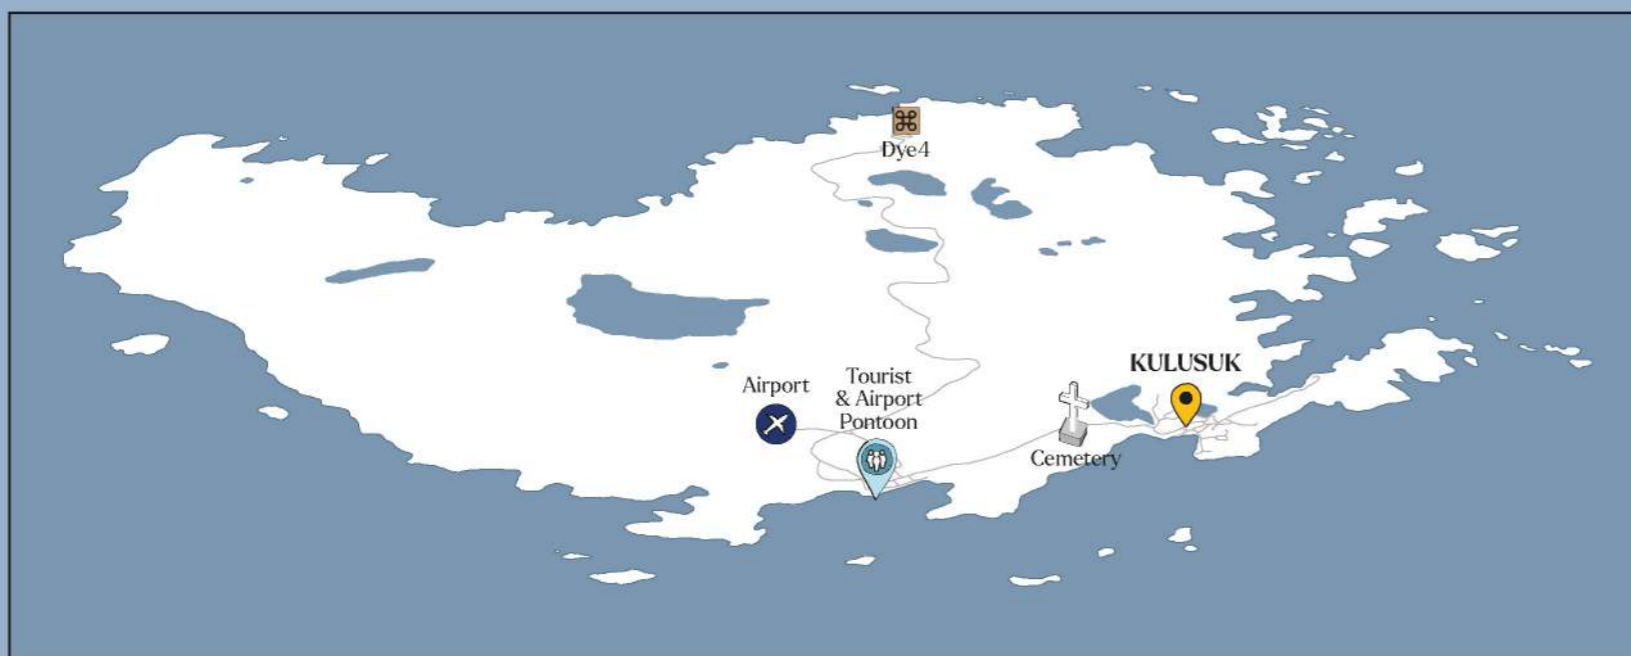 Dye4
KULUSUK
Airport
Tourist
& Airport
Pontoon
Cemetery